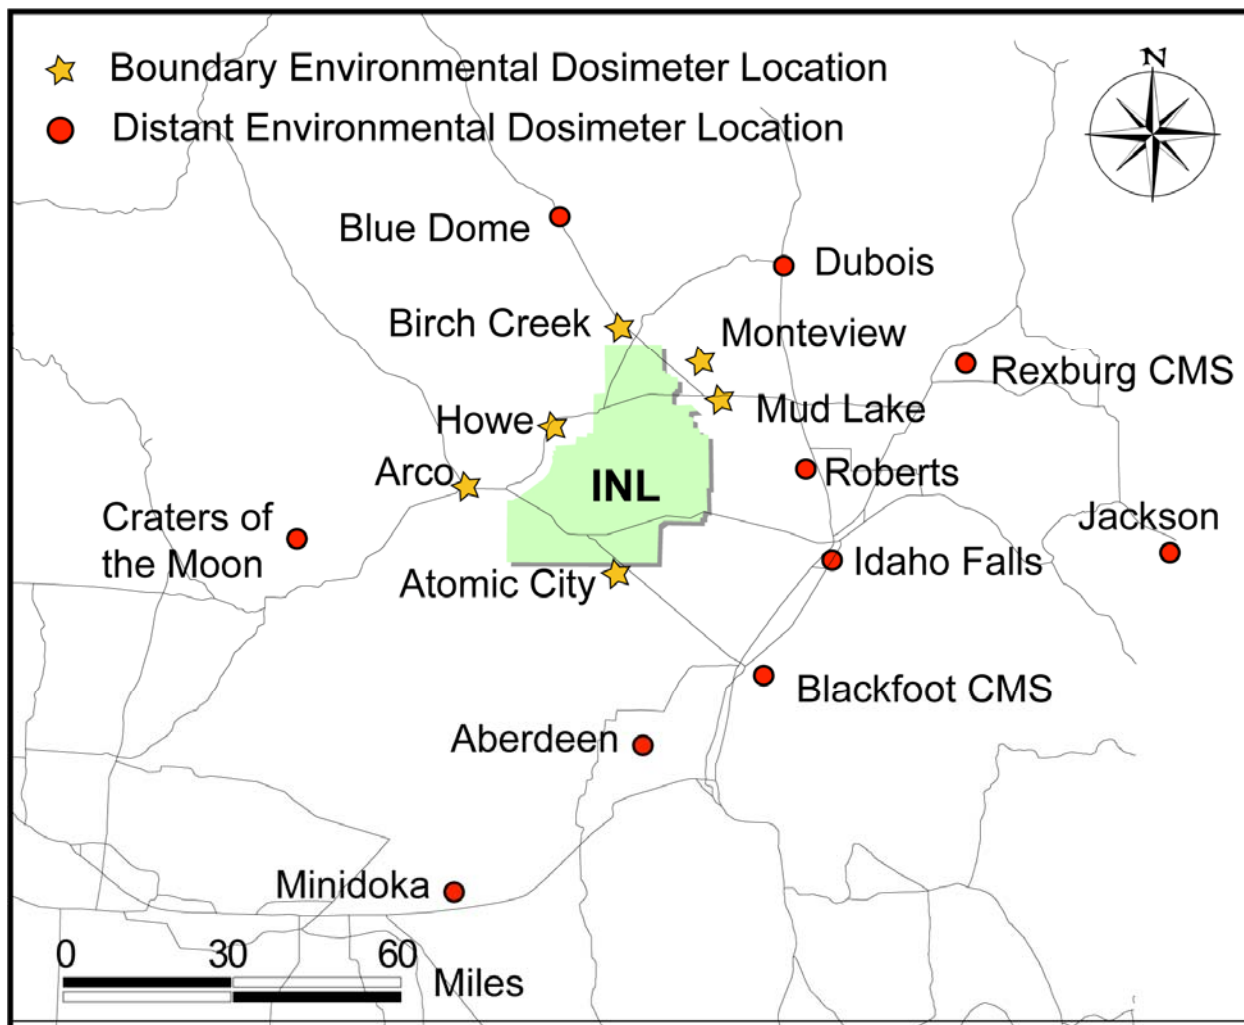 Boundary Environmental Dosimeter Location
Distant Environmental Dosimeter Location
N
Blue Dome
Dubois
Birch Creek
Monteview
Rexburg CMS
Mud Lake
Howe
Arco
INL
Roberts
Craters of
the Moon
Jackson
Idaho Falls
Atomic City
Blackfoot CMS
Aberdeen
Minidoka
0 30 60
Miles